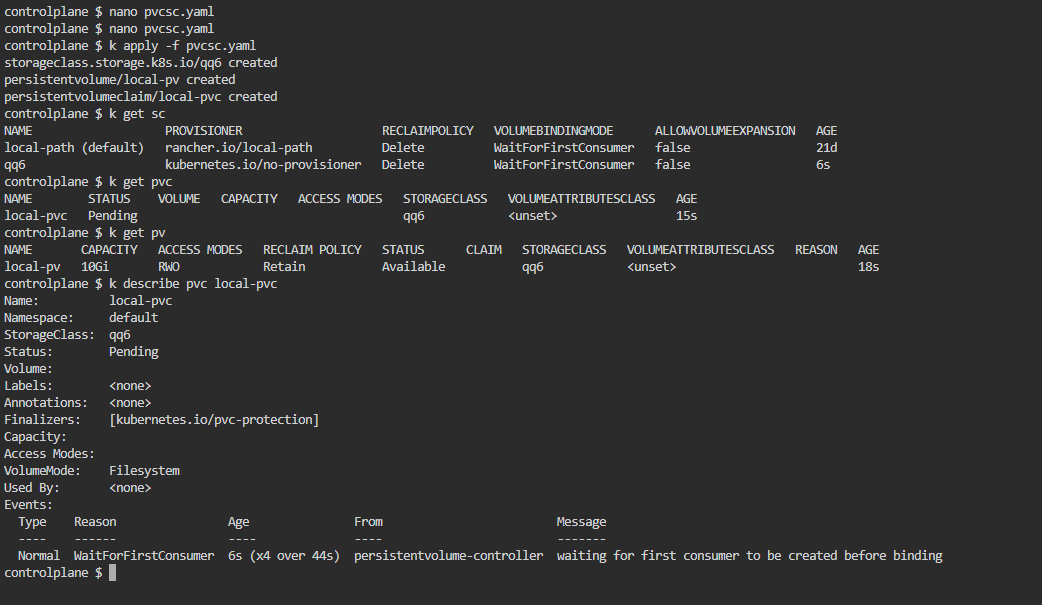 controlplane $ nano pvcsc.yaml
controlplane $ nano pvcsc.yaml
controlplane $ k apply -f pvcsc.yaml
storageclass.storage.k8s.io/qq6 created
persistentvolume/local-pv created
persistentvolumeclaim/local-pvc created
controlplane $ k get sc
NAME                   PROVISIONER                    RECLAIMPOLICY   VOLUMEBINDINGMODE      ALLOWVOLUMEEXPANSION   AGE
local-path (default)   rancher.io/local-path          Delete          WaitForFirstConsumer   false                  21d
qq6                    kubernetes.io/no-provisioner   Delete          WaitForFirstConsumer   false                  6s
controlplane $ k get pvc
NAME        STATUS    VOLUME   CAPACITY   ACCESS MODES   STORAGECLASS   VOLUMEATTRIBUTESCLASS   AGE
local-pvc   Pending                                      qq6            <unset>                 15s
controlplane $ k get pv
NAME       CAPACITY   ACCESS MODES   RECLAIM POLICY   STATUS      CLAIM   STORAGECLASS   VOLUMEATTRIBUTESCLASS   REASON   AGE
local-pv   10Gi       RWO            Retain           Available           qq6            <unset>                          18s
controlplane $ k describe pvc local-pvc
Name:          local-pvc
Namespace:     default
StorageClass:  qq6
Status:        Pending
Volume:
Labels:        <none>
Annotations:   <none>
Finalizers:    [kubernetes.io/pvc-protection]
Capacity:
Access Modes:
VolumeMode:    Filesystem
Used By:       <none>
Events:
  Type    Reason                Age                From                         Message
  ----    ------                ----               ----                         -------
  Normal  WaitForFirstConsumer  6s (x4 over 44s)  persistentvolume-controller  waiting for first consumer to be created before binding
controlplane $